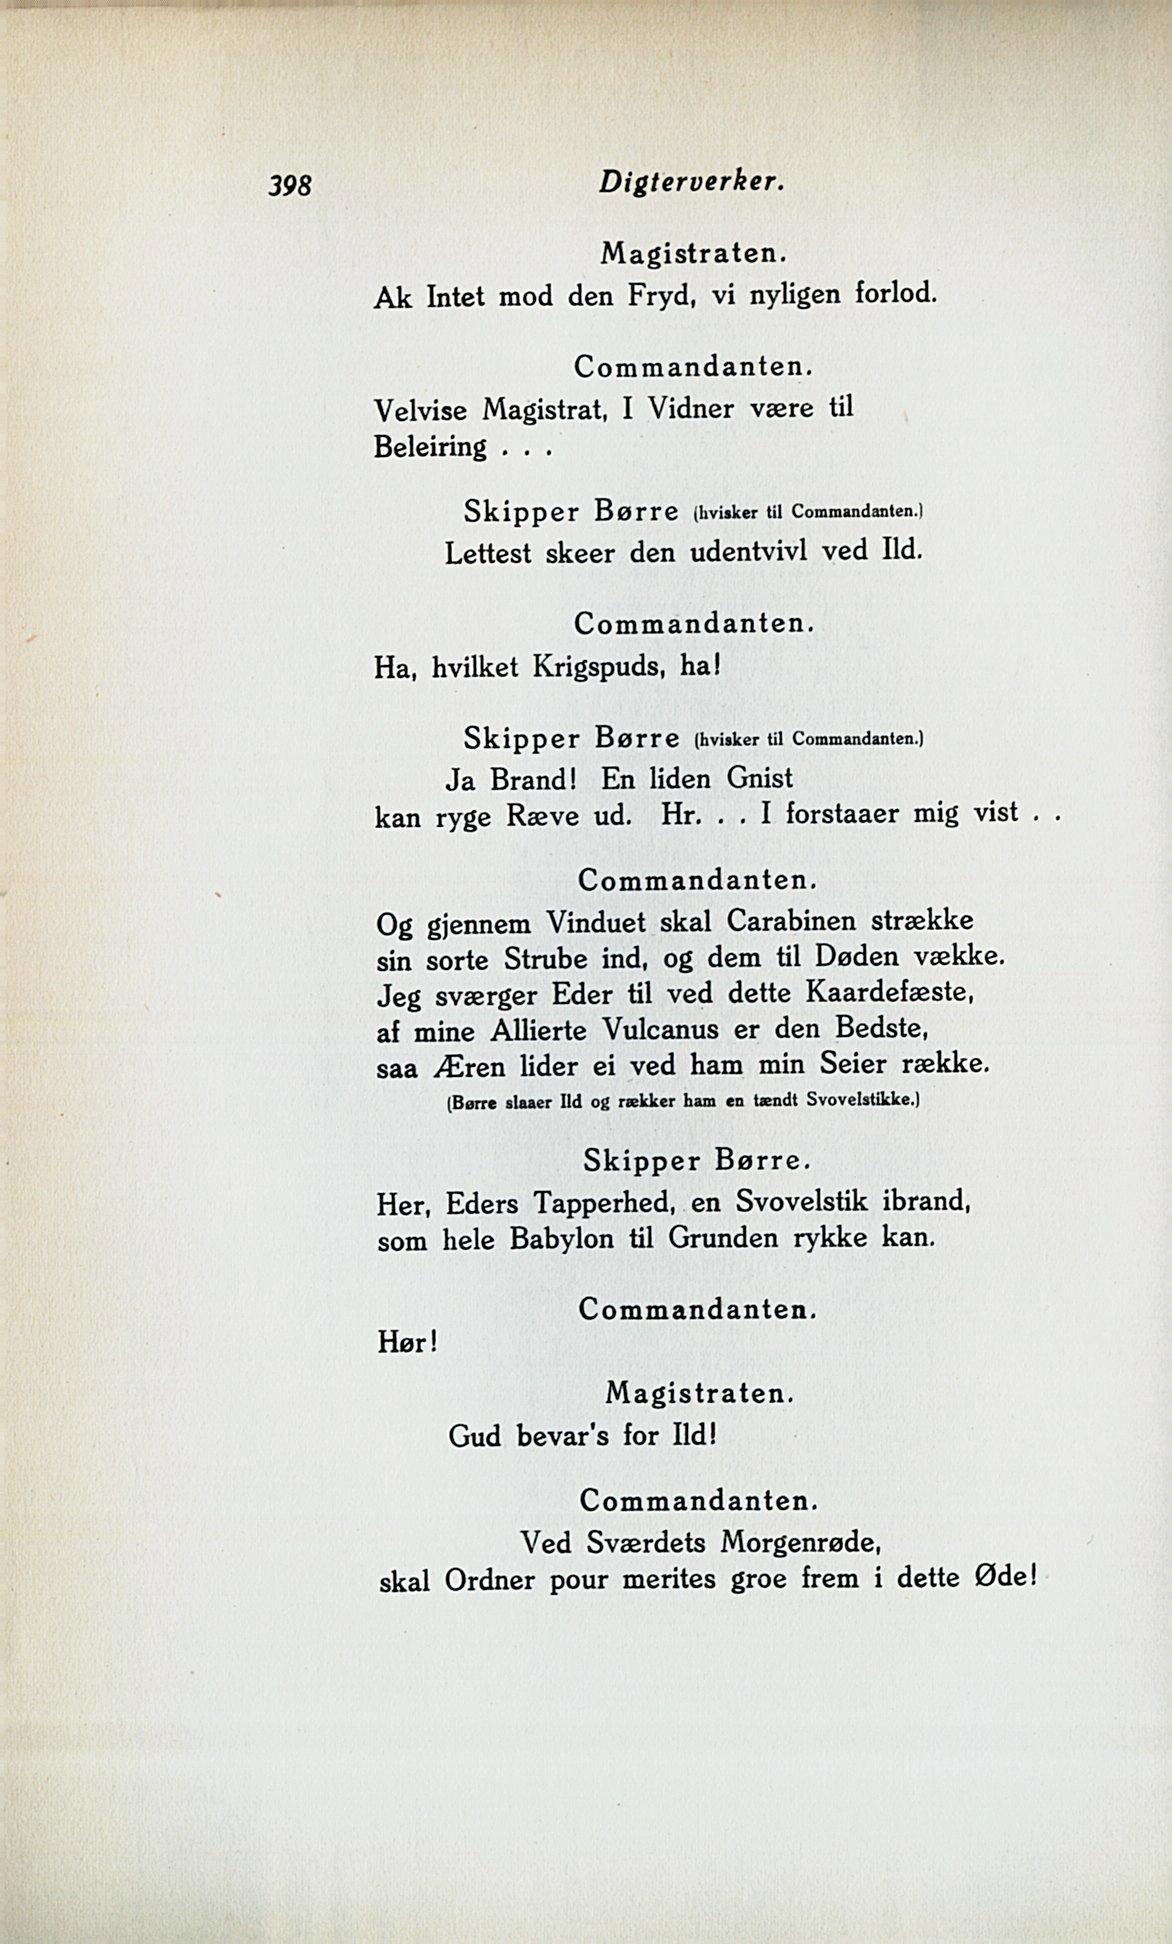 398 Digterverker.
Magistraten.
Ak Intet mod den Fryd, vi nyligen forlod.
Commandanten.
Velvise Magistrat, I Vidner være til
Beleiring . . .
Skipper Børre (hvisker til Commandanten.)
Lettest skeer den udentvivl ved Ild.
Commandanten.
Ha, hvilket Krigspuds, ha!
Skipper Børre (hvisker til Commandanten.)
Ja Brand! En liden Gnist
kan ryge Ræve ud. Hr. . . I forstaaer mig vist . .
Commandanten.
Og gjennem Vinduet skal Carabinen strække
sin sorte Strube ind, og dem til Døden vække.
Jeg sværger Eder til ved dette Kaardefæste,
af mine Allierte Vulcanus er den Bedste,
saa Æren lider ei ved ham min Seier række.
(Børre slaaer Ild og rækker ham en tændt Svovelstikke.)
Skipper Børre.
Her, Eders Tapperhed, en Svovelstik ibrand,
som hele Babylon til Grunden rykke kan.
Commandanten.
Hør!
Magistraten.
Gud bevar's for Ild!
Commandanten.
Ved Sværdets Morgenrøde,
skal Ordner pour merites groe frem i dette Øde!